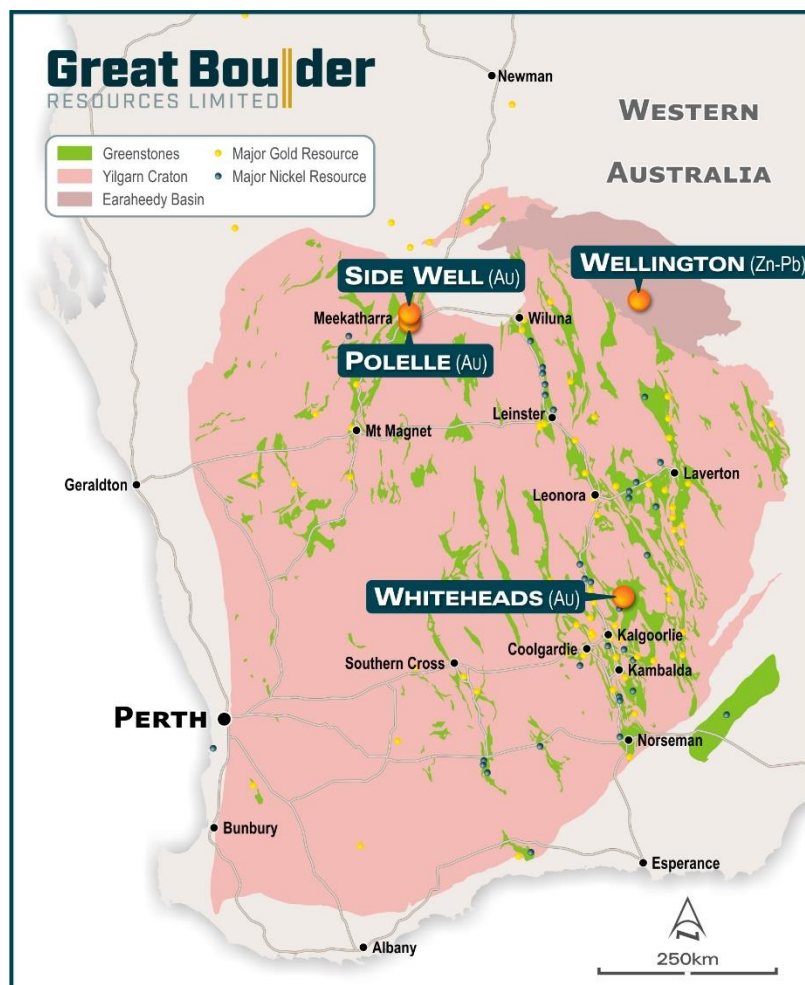 Great Boulder
RESOURCES LIMITED
Greenstones
Yilgarn Craton
Earaheedy Basin
Major Gold Resource
Major Nickel Resource
Newman
WESTERN
AUSTRALIA
SIDE WELL (Au)
WELLINGTON (Zn-Pb)
Meekatharra
Wiluna
POLELLE (Au)
Leinster
Mt Magnet
Geraldton
Laverton
Leonora
WHITEHEADS (Au)
Kalgoorlie
Coolgardie
Southern Cross
Kambalda
PERTH
Norseman
Bunbury
Esperance
Albany
N
250km